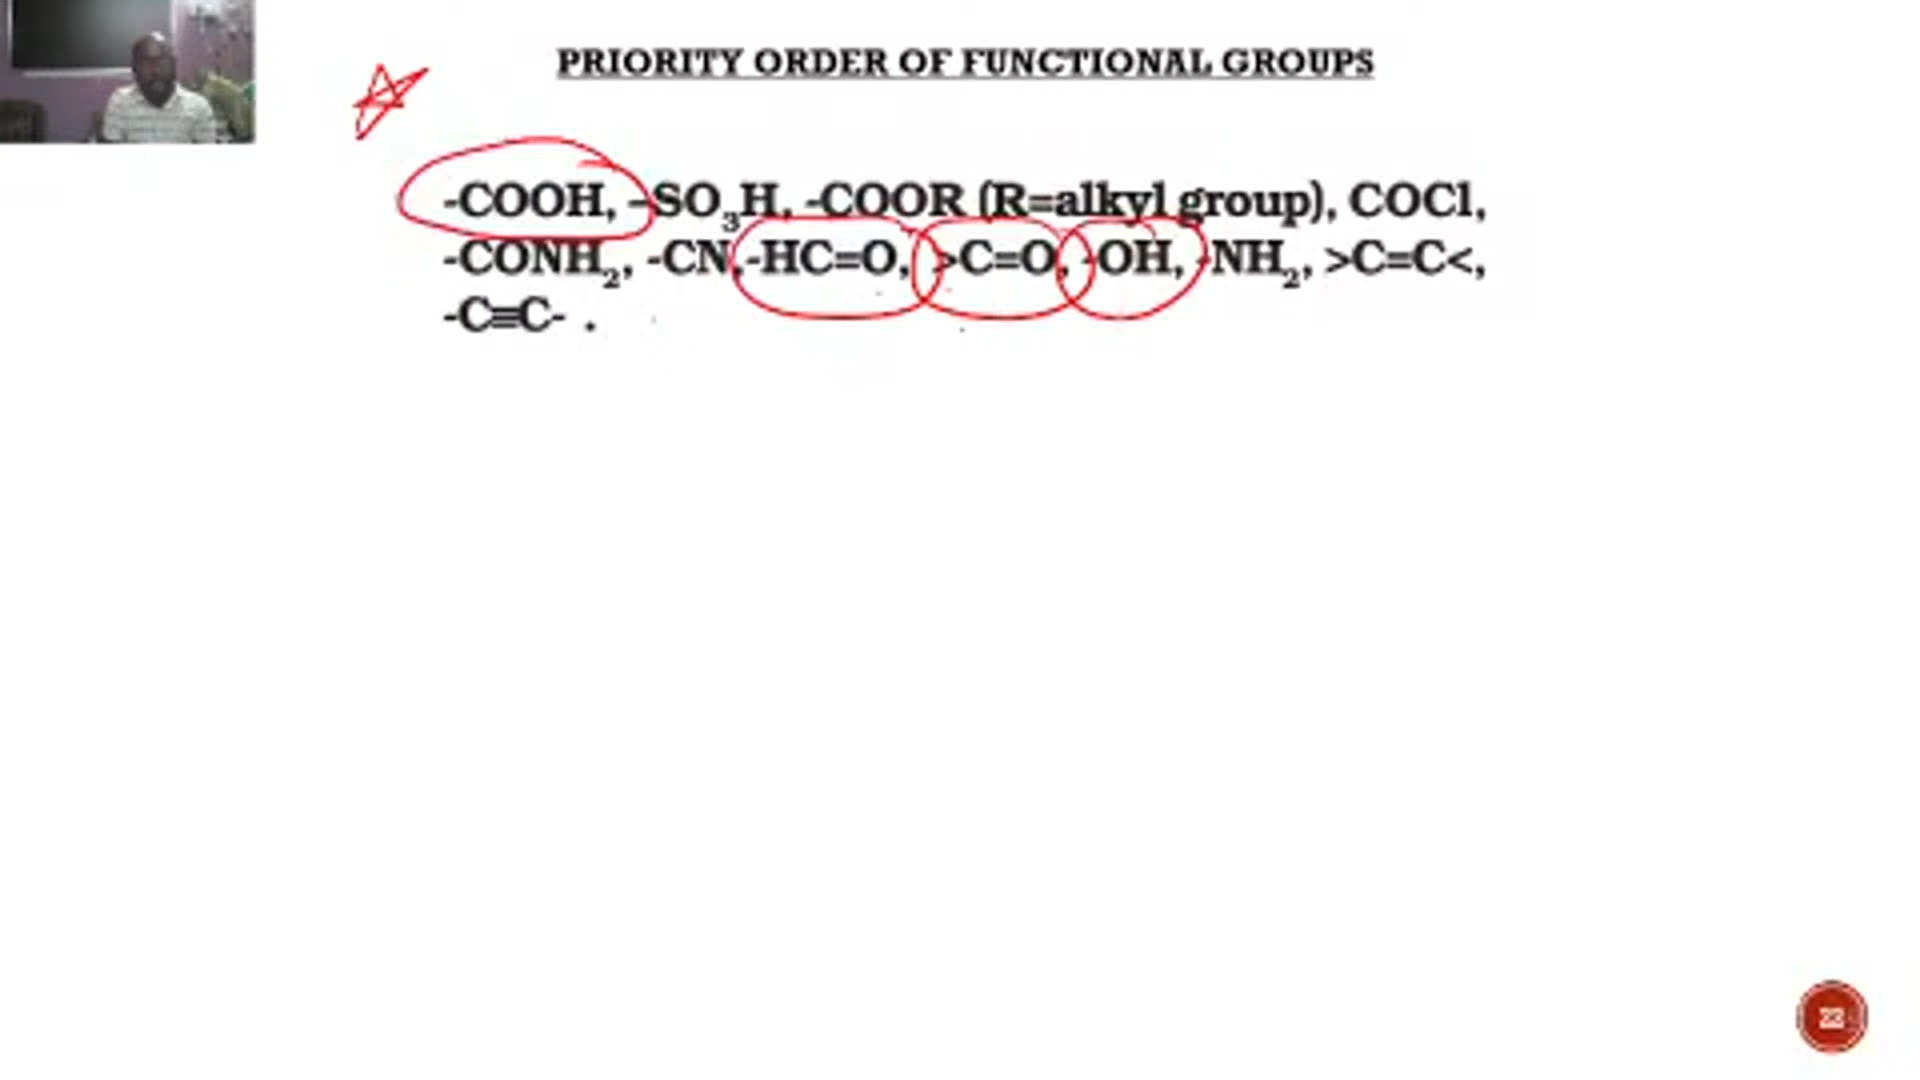 PRIORITY ORDER OF FUNCTIONAL GROUPS
-COOH, -SO₃H, -COOR (R=alkyl group), COCl,
-CONH₂, -CN,-HC=O, >C=O, -OH, -NH₂, >C=C<,
-C≡C- .